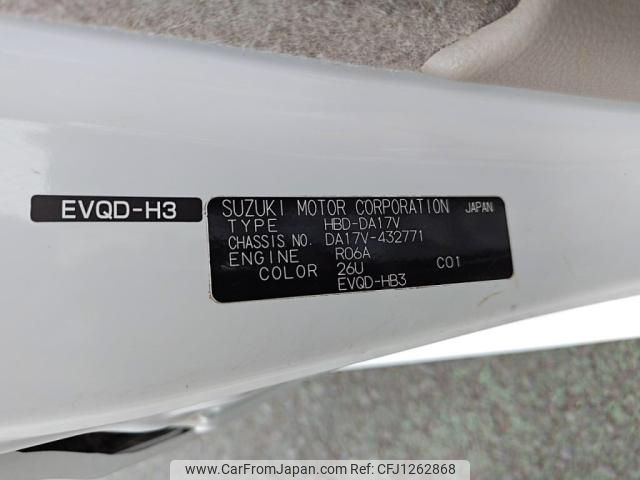 EVQD-H3
SUZUKI MOTOR CORPORATION JAPAN
TYPE HBD-DA17V
CHASSIS NO. DA17V-432771
ENGINE R06A
COLOR 26U C01
EVQD-HB3
www.CarFromJapan.com | CFJ1262868